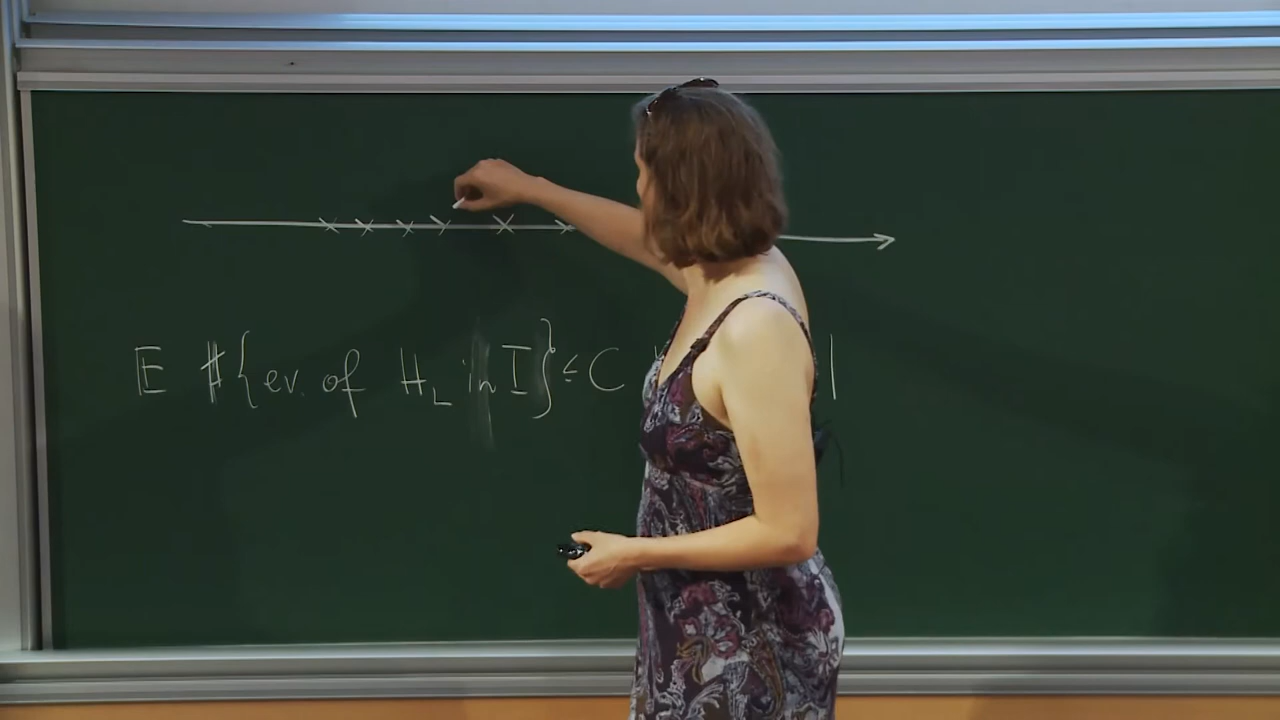 E #{ev. of H_L in I} ≤ C |